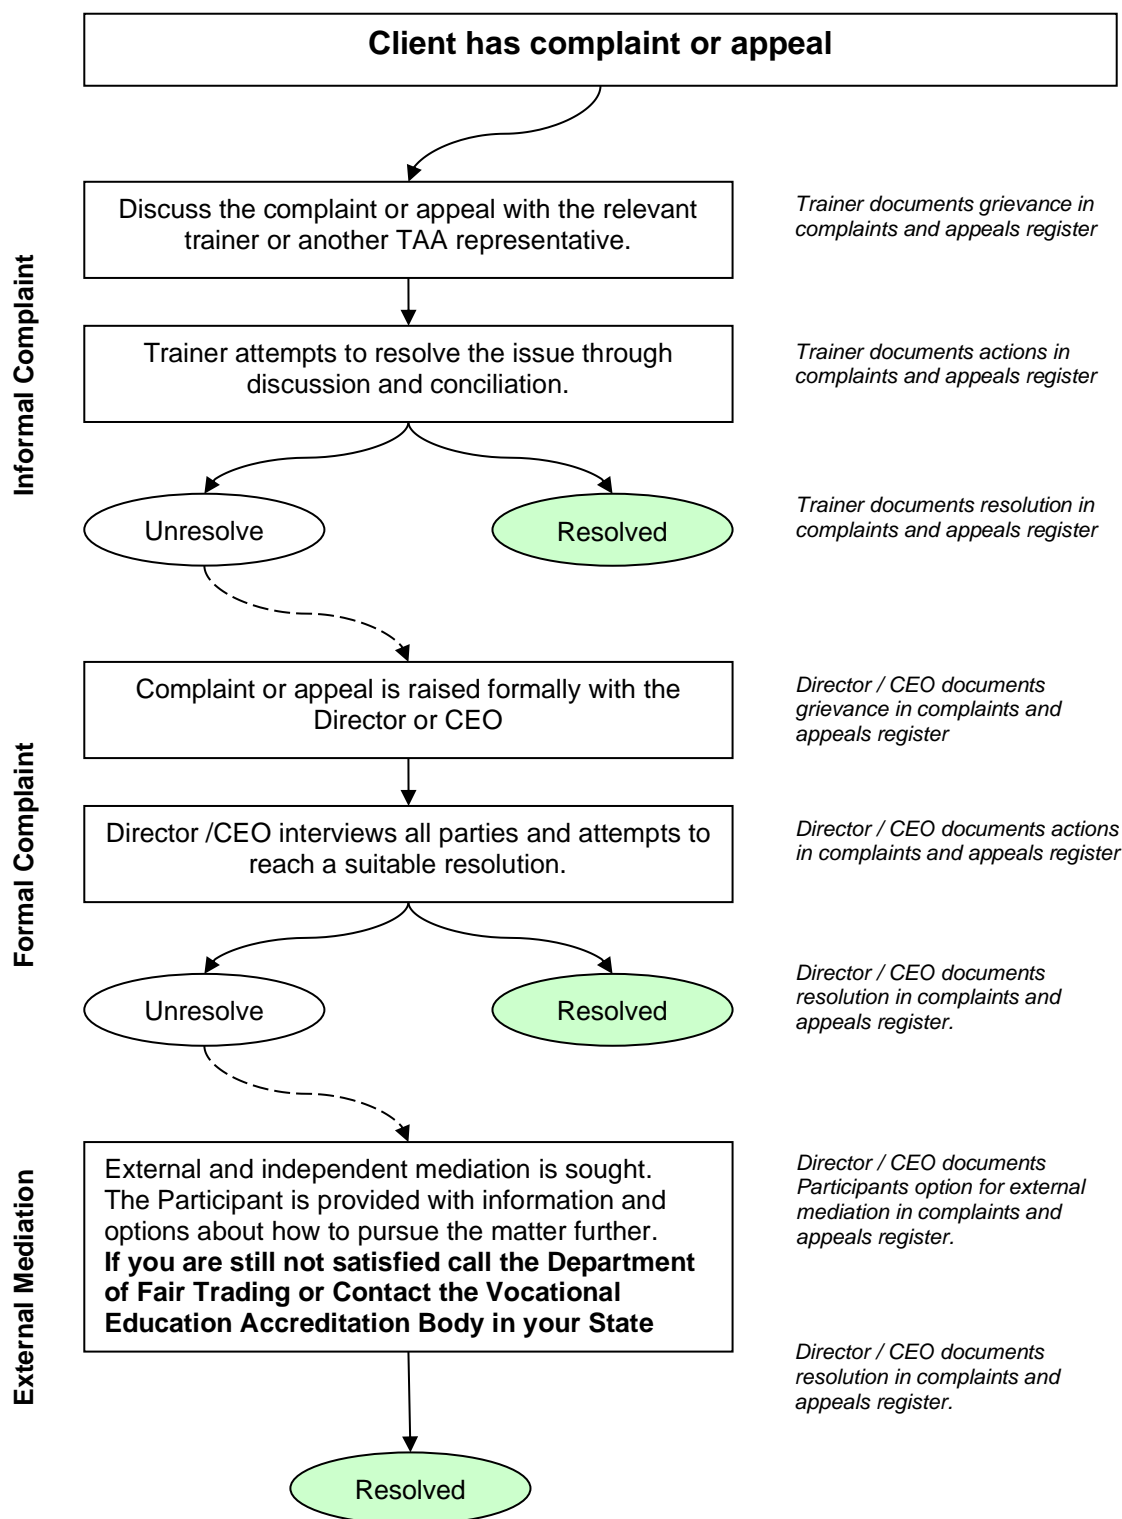 Client has complaint or appeal
Informal Complaint
Discuss the complaint or appeal with the relevant
trainer or another TAA representative.
Trainer documents grievance in
complaints and appeals register
Trainer attempts to resolve the issue through
discussion and conciliation.
Trainer documents actions in
complaints and appeals register
Unresolve
Resolved
Trainer documents resolution in
complaints and appeals register
Formal Complaint
Complaint or appeal is raised formally with the
Director or CEO
Director / CEO documents
grievance in complaints and
appeals register
Director /CEO interviews all parties and attempts to
reach a suitable resolution.
Director / CEO documents actions
in complaints and appeals register
Unresolve
Resolved
Director / CEO documents
resolution in complaints and
appeals register.
External Mediation
External and independent mediation is sought.
The Participant is provided with information and
options about how to pursue the matter further.
If you are still not satisfied call the Department
of Fair Trading or Contact the Vocational
Education Accreditation Body in your State
Director / CEO documents
Participants option for external
mediation in complaints and
appeals register.
Director / CEO documents
resolution in complaints and
appeals register.
Resolved